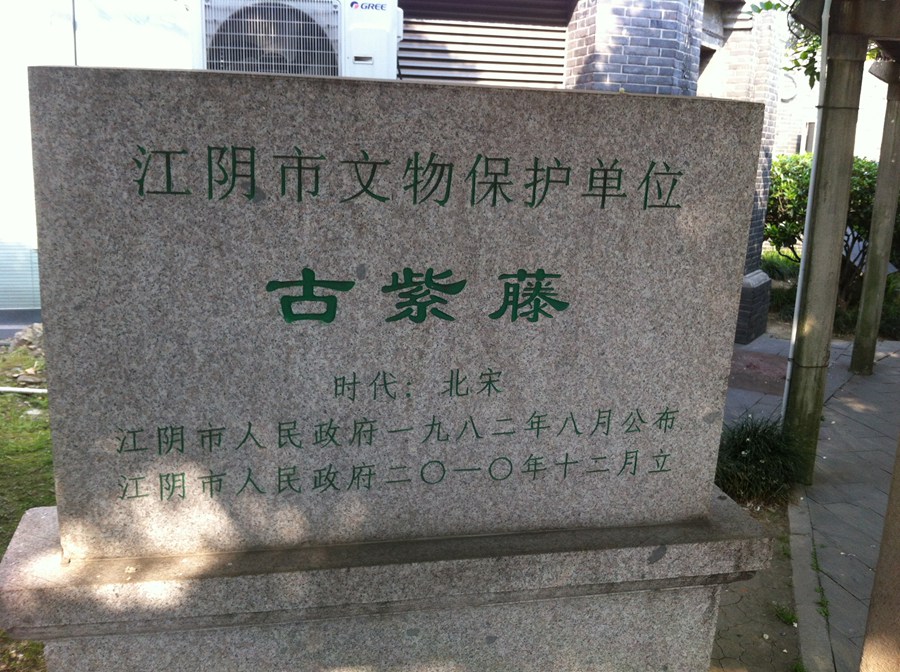 GREE
江阴市文物保护单位
古紫藤
时代：北宋
江阴市人民政府一九八二年八月公布
江阴市人民政府二〇一〇年十二月立